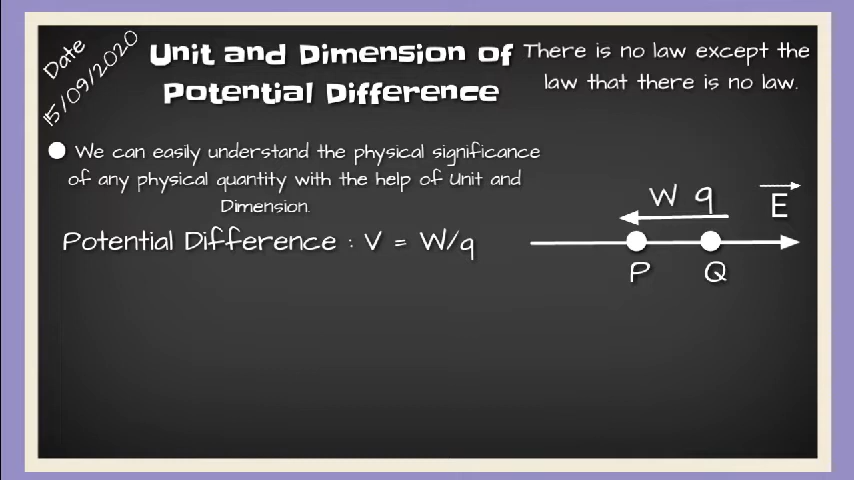 Date
15/09/2020
Unit and Dimension of
Potential Difference
There is no law except the
law that there is no law.
We can easily understand the physical significance
of any physical quantity with the help of Unit and
Dimension.
Potential Difference : V = W/q
W q
E
P Q